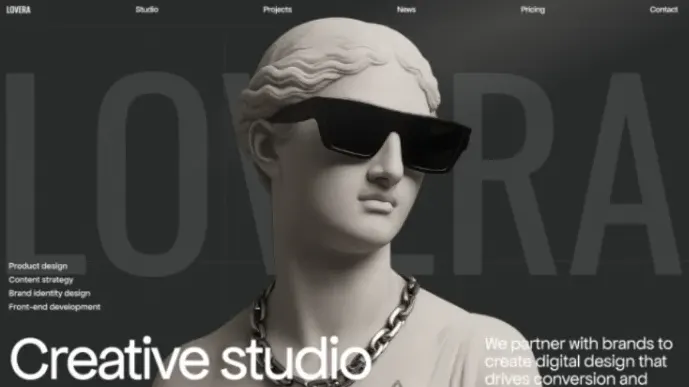 LOVERA
Studio
Projects
News
Pricing
Contact
LOVERA
Product design
Content strategy
Brand identity design
Front-end development
Creative studio
We partner with brands to
create digital design that
drives conversion and